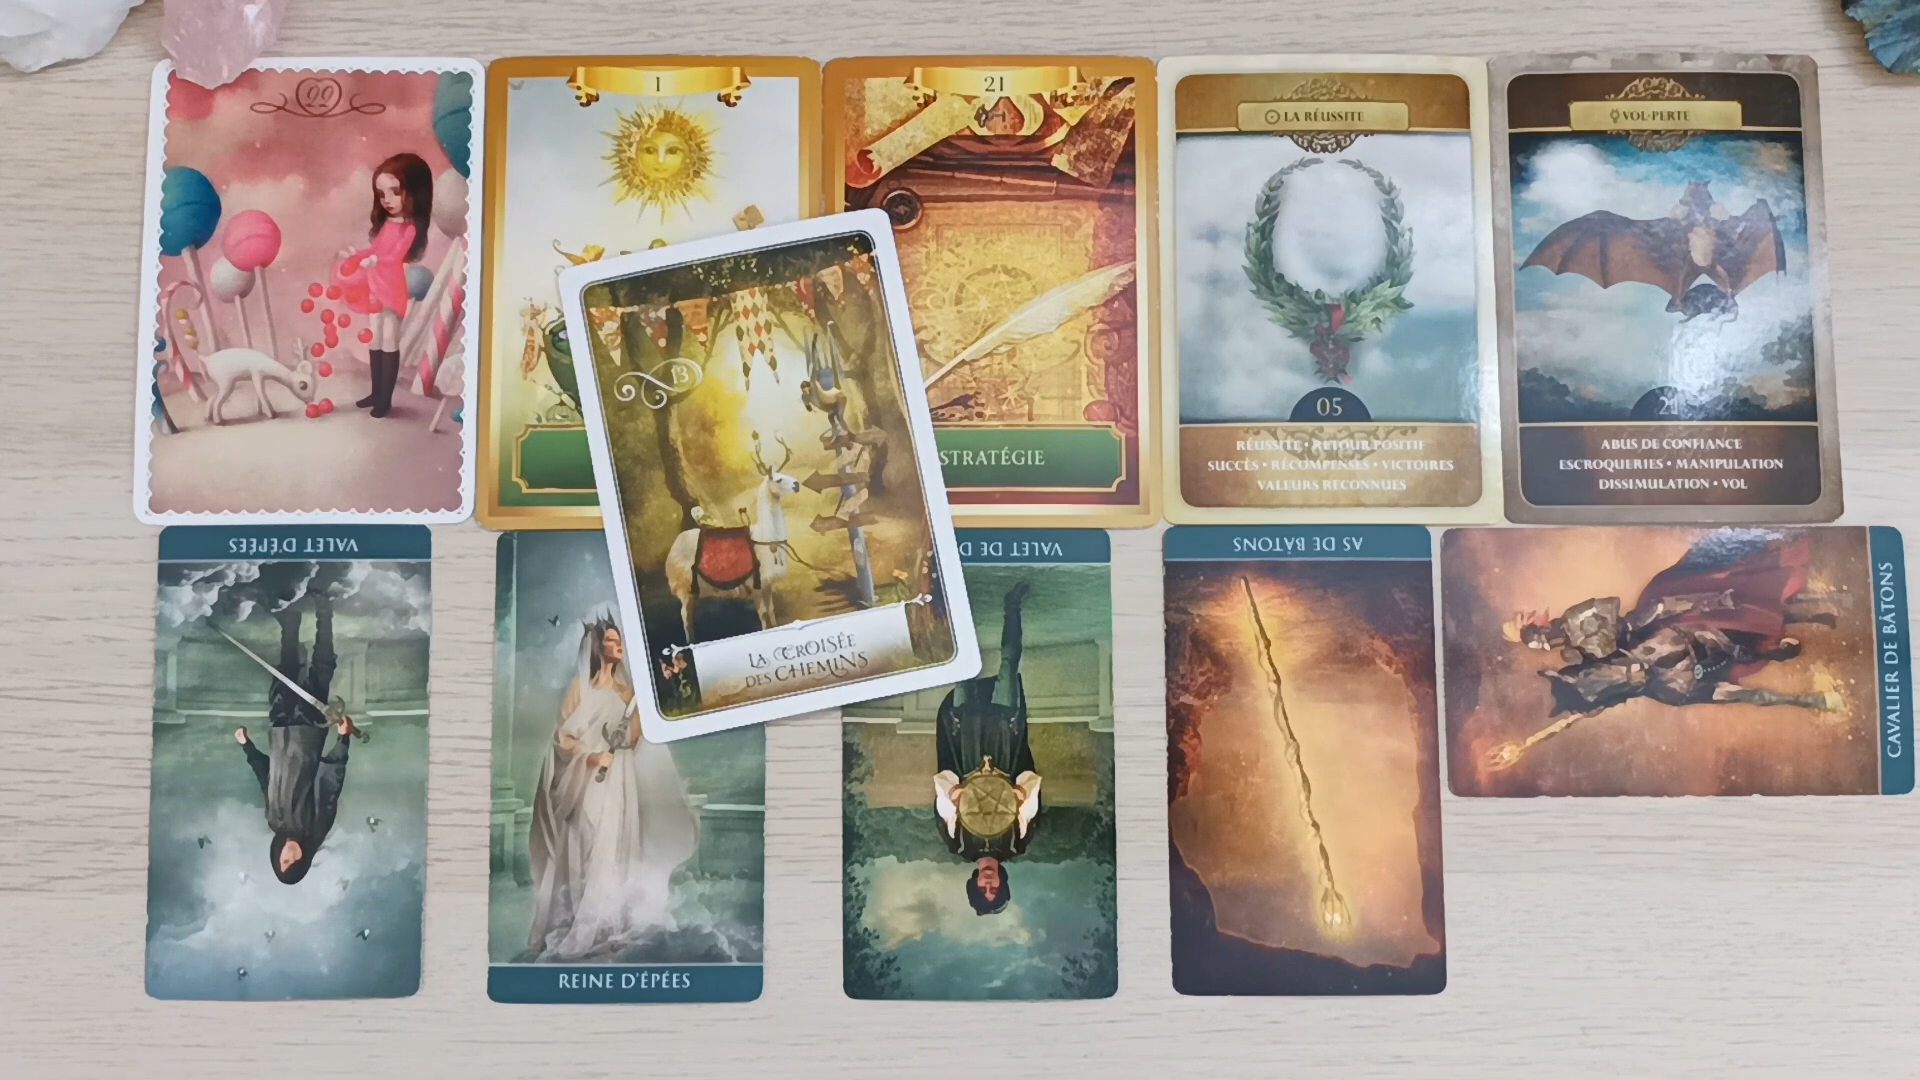 22
1
21
LA RÉUSSITE
VOL-PERTE
13
05
STRATÉGIE
RÉUSSITE • RETOUR POSITIF
SUCCÈS • RÉCOMPENSES • VICTOIRES
VALEURS RECONNUES
ABUS DE CONFIANCE
ESCROQUERIES • MANIPULATION
DISSIMULATION • VOL
VALET D'ÉPÉES
VALET DE D
AS DE BÂTONS
CAVALIER DE BÂTONS
LA CROISÉE
DES CHEMINS
REINE D'ÉPÉES